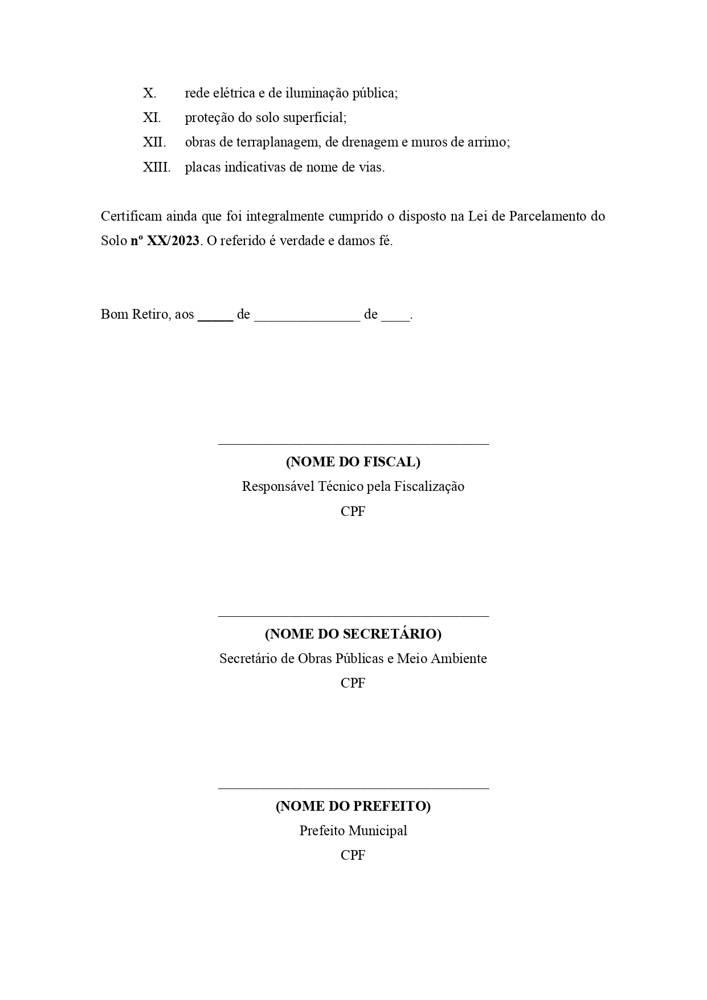 X. rede elétrica e de iluminação pública;
XI. proteção do solo superficial;
XII. obras de terraplanagem, de drenagem e muros de arrimo;
XIII. placas indicativas de nome de vias.
Certificam ainda que foi integralmente cumprido o disposto na Lei de Parcelamento do
Solo nº XX/2023. O referido é verdade e damos fé.
Bom Retiro, aos _____ de _______________ de ____.
______________________________________
(NOME DO FISCAL)
Responsável Técnico pela Fiscalização
CPF
______________________________________
(NOME DO SECRETÁRIO)
Secretário de Obras Públicas e Meio Ambiente
CPF
______________________________________
(NOME DO PREFEITO)
Prefeito Municipal
CPF